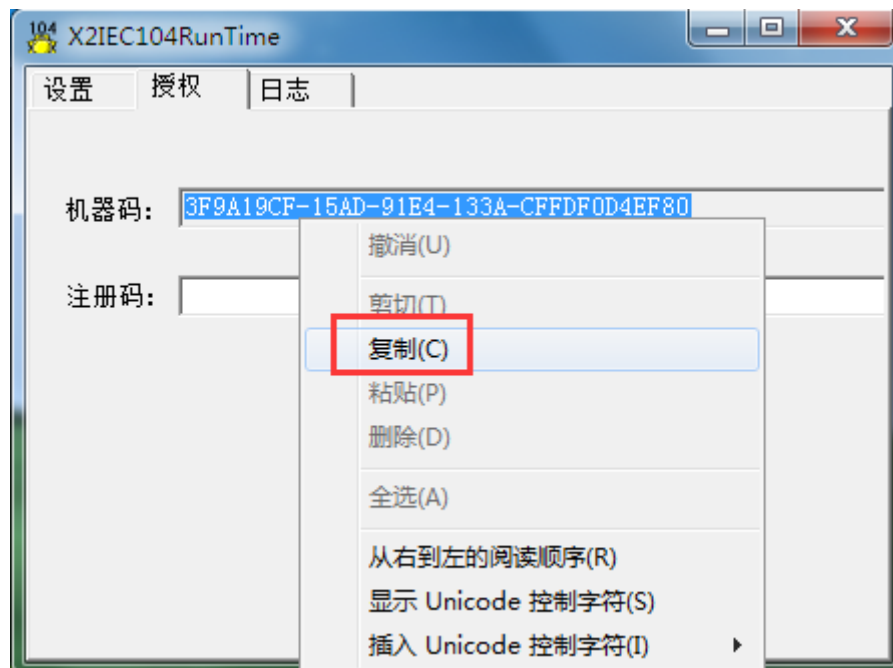 104 X2IEC104RunTime
设置 授权 日志
机器码: 3F9A19CF-15AD-91E4-133A-CFFDF0D4EF80
撤消(U)
注册码:
剪切(T)
复制(C)
粘贴(P)
删除(D)
全选(A)
从右到左的阅读顺序(R)
显示 Unicode 控制字符(S)
插入 Unicode 控制字符(I)